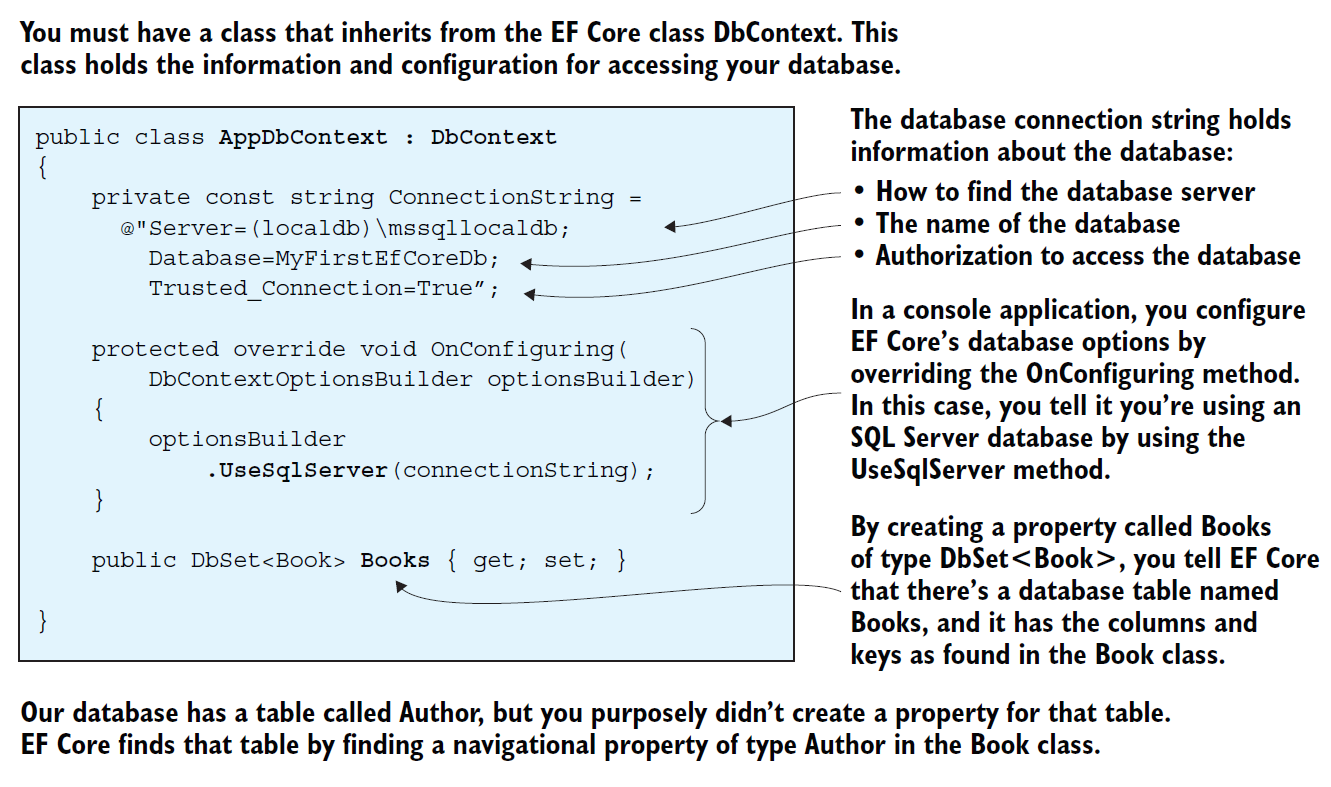 You must have a class that inherits from the EF Core class DbContext. This
class holds the information and configuration for accessing your database.
public class AppDbContext : DbContext
{
    private const string ConnectionString =
      @"Server=(localdb)\mssqllocaldb;
        Database=MyFirstEfCoreDb;
        Trusted_Connection=True”;
    protected override void OnConfiguring(
        DbContextOptionsBuilder optionsBuilder)
    {
        optionsBuilder
            .UseSqlServer(connectionString);
    }
    public DbSet<Book> Books { get; set; }
}
The database connection string holds
information about the database:
• How to find the database server
• The name of the database
• Authorization to access the database
In a console application, you configure
EF Core’s database options by
overriding the OnConfiguring method.
In this case, you tell it you’re using an
SQL Server database by using the
UseSqlServer method.
By creating a property called Books
of type DbSet<Book>, you tell EF Core
that there’s a database table named
Books, and it has the columns and
keys as found in the Book class.
Our database has a table called Author, but you purposely didn’t create a property for that table.
EF Core finds that table by finding a navigational property of type Author in the Book class.